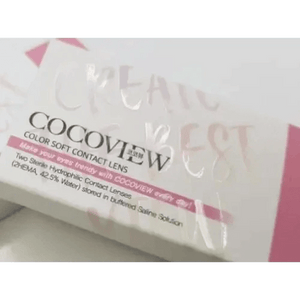 CREATE
BEST
COCOVIEW
COLOR SOFT CONTACT LENS
Make your eyes trendy with COCOVIEW every day!
Two Sterile Hydrophilic Contact Lenses
(2HEMA, 42.5% Water) stored in buffered Saline Solution